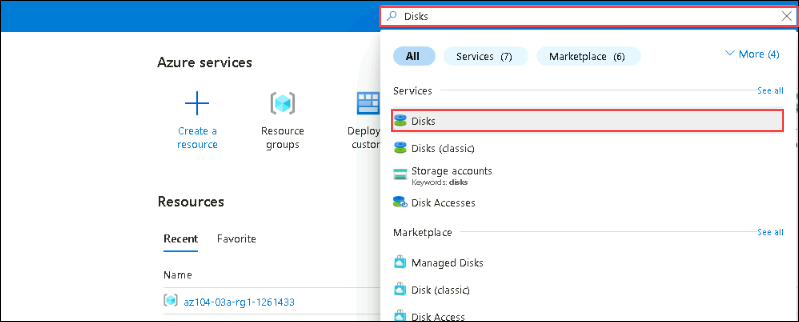 Disks
All
Services (7)
Marketplace (6)
More (4)
Azure services
Create a
resource
Resource
groups
Deploy
custom
Services
See all
Disks
Disks (classic)
Storage accounts
Keywords: disks
Disk Accesses
Marketplace
See all
Managed Disks
Disk (classic)
Disk Access
Resources
Recent
Favorite
Name
az104-03a-rg1-1261433